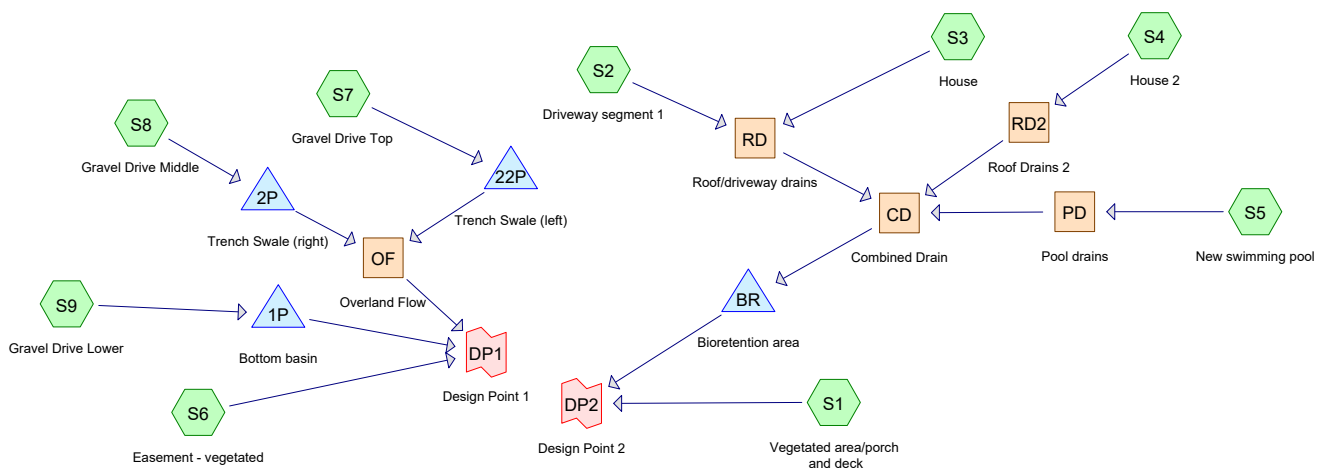 S3
House
S4
House 2
S2
Driveway segment 1
S7
Gravel Drive Top
S8
Gravel Drive Middle
RD
Roof/driveway drains
RD2
Roof Drains 2
22P
Trench Swale (left)
2P
Trench Swale (right)
CD
Combined Drain
PD
Pool drains
S5
New swimming pool
OF
Overland Flow
BR
Bioretention area
S9
Gravel Drive Lower
1P
Bottom basin
DP1
Design Point 1
S6
Easement - vegetated
DP2
Design Point 2
S1
Vegetated area/porch
and deck